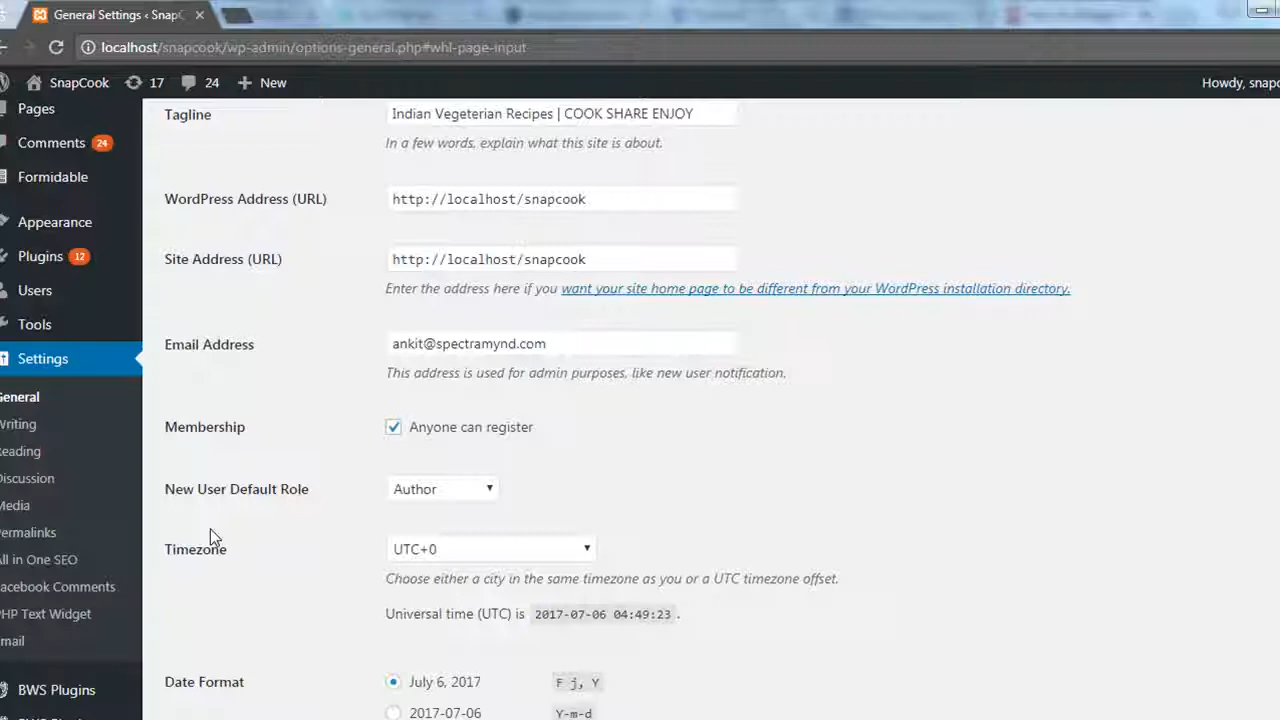 General Settings ‹ SnapC
localhost/snapcook/wp-admin/options-general.php#whl-page-input
SnapCook 17 24 New Howdy, snapc
Pages
Comments 24
Formidable
Appearance
Plugins 12
Users
Tools
Settings
General
Writing
Reading
Discussion
Media
Permalinks
All in One SEO
Facebook Comments
PHP Text Widget
Email
BWS Plugins
Tagline Indian Vegeterian Recipes | COOK SHARE ENJOY
In a few words, explain what this site is about.
WordPress Address (URL) http://localhost/snapcook
Site Address (URL) http://localhost/snapcook
Enter the address here if you want your site home page to be different from your WordPress installation directory.
Email Address ankit@spectramynd.com
This address is used for admin purposes, like new user notification.
Membership Anyone can register
New User Default Role Author
Timezone UTC+0
Choose either a city in the same timezone as you or a UTC timezone offset.
Universal time (UTC) is 2017-07-06 04:49:23 .
Date Format July 6, 2017 F j, Y
2017-07-06 Y-m-d